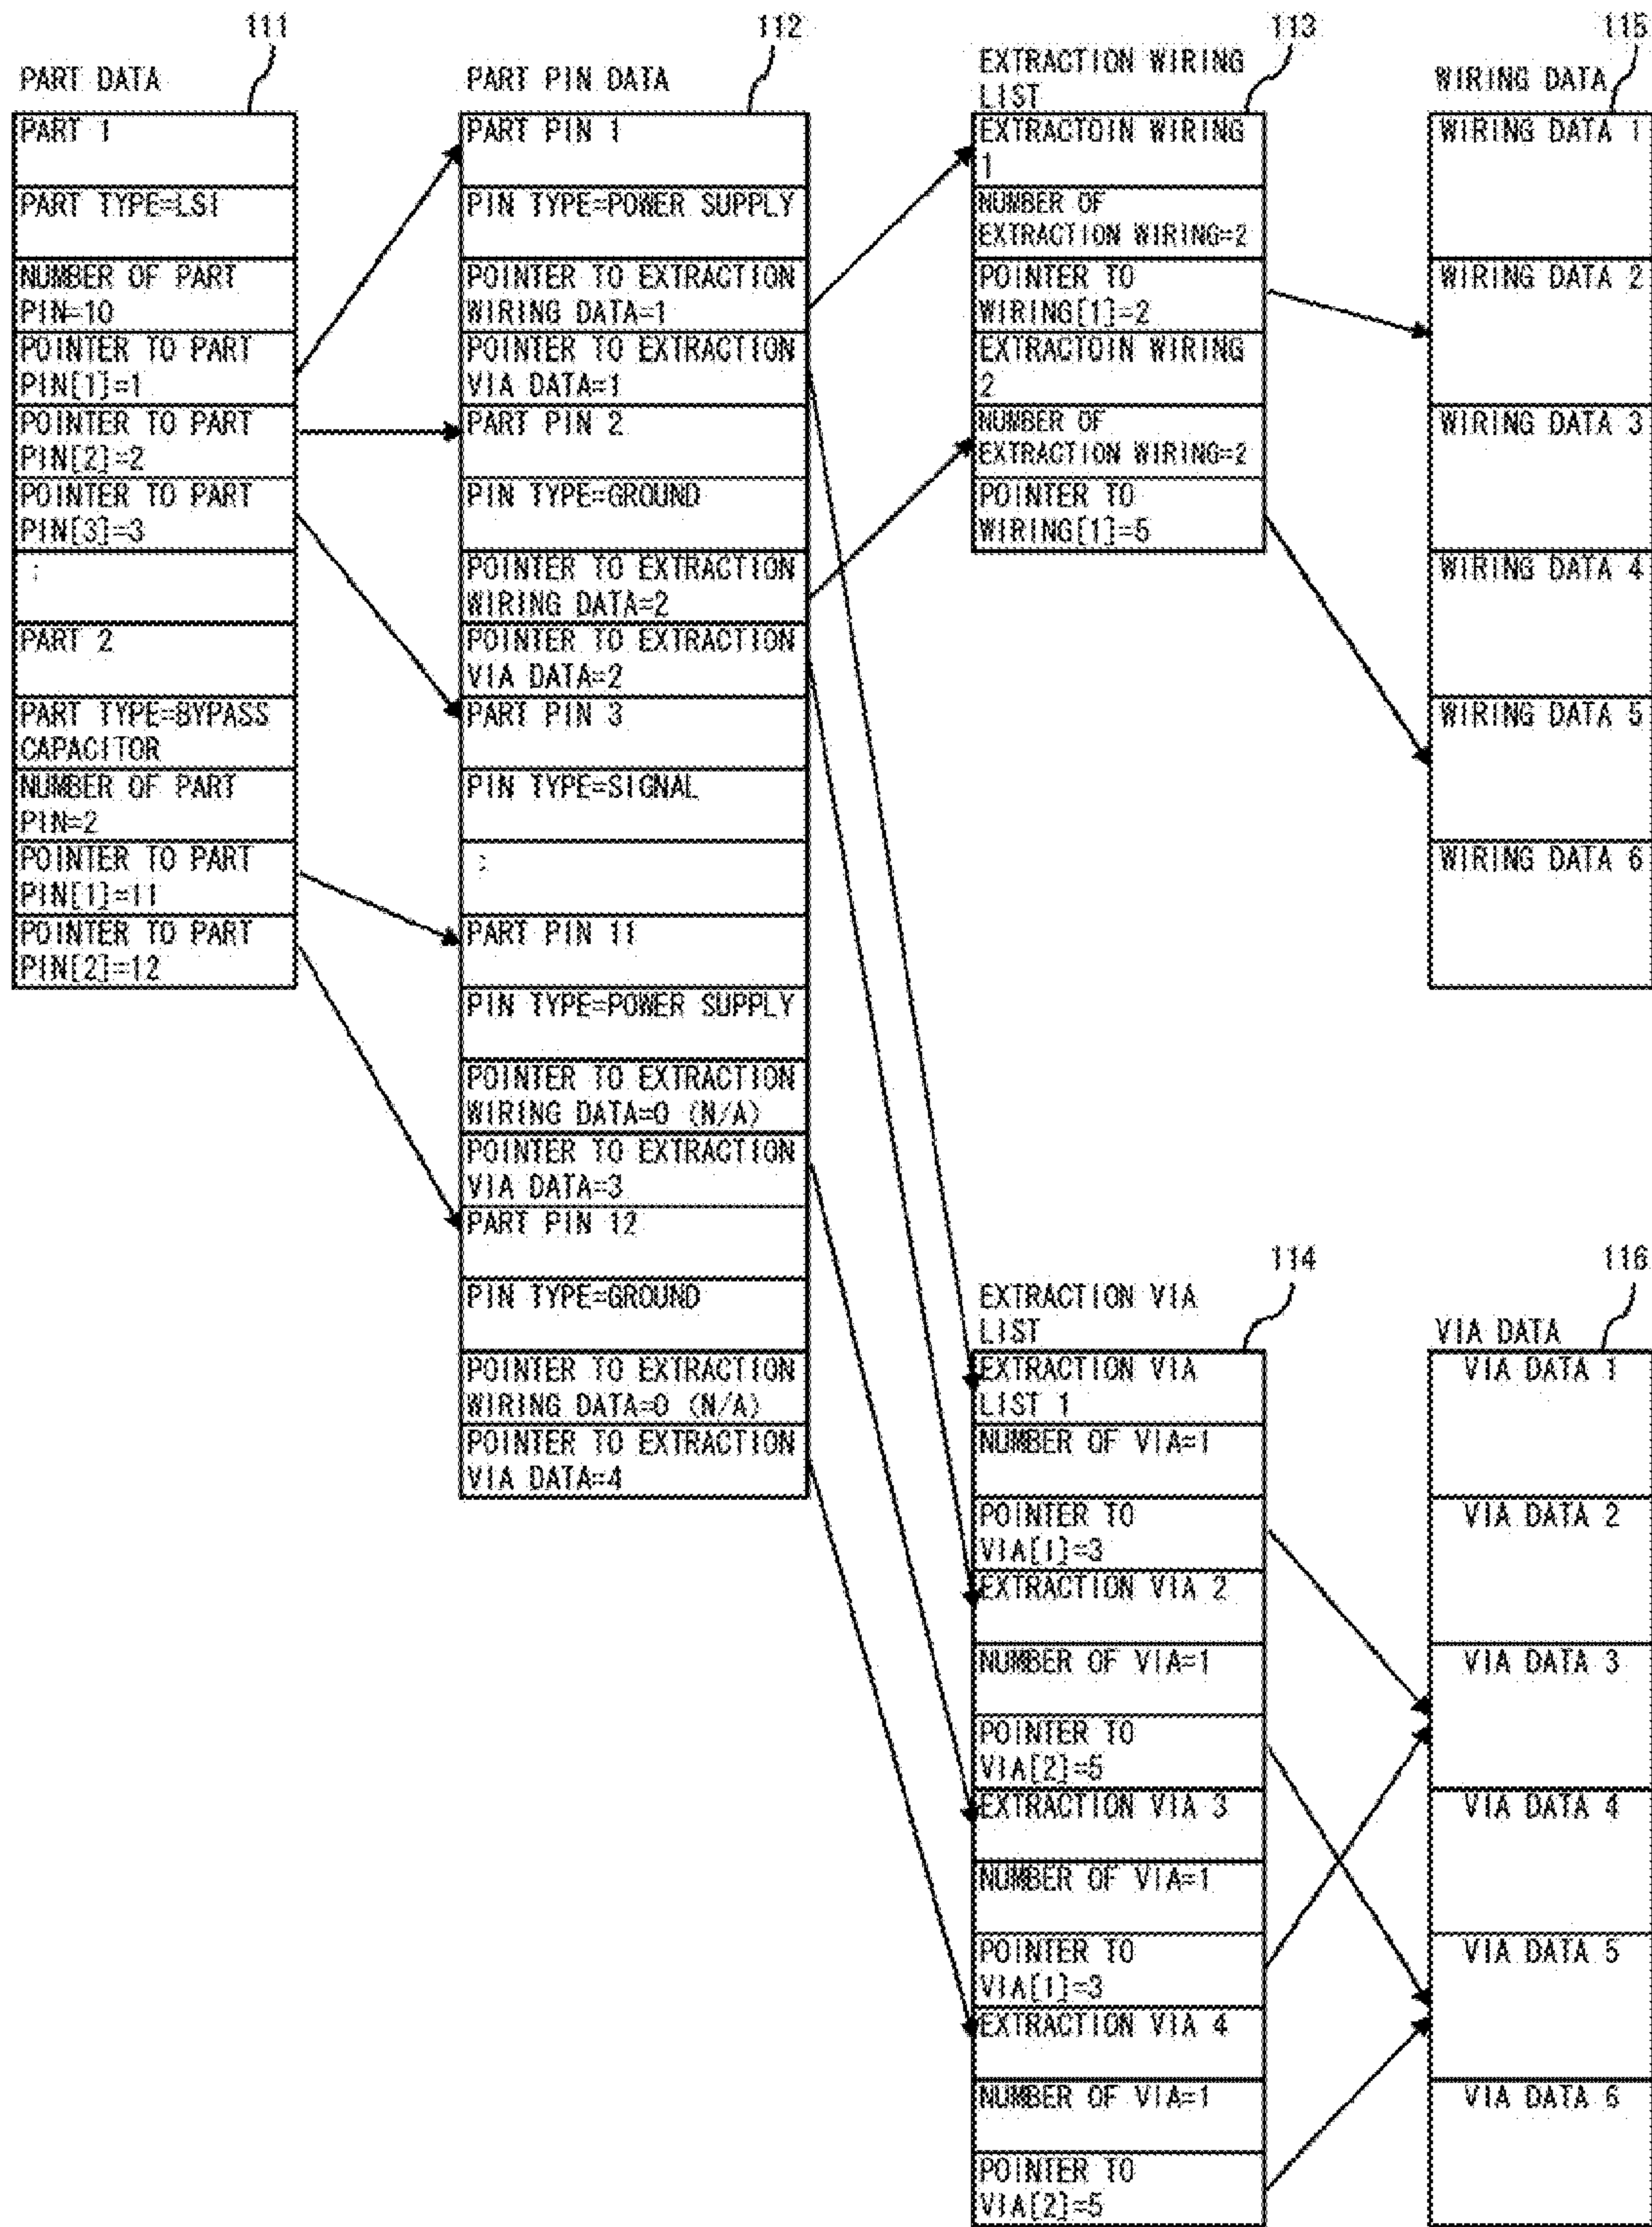 111
PART DATA
PART 1
PART TYPE=LSI
NUMBER OF PART
PIN=10
POINTER TO PART
PIN[1]=1
POINTER TO PART
PIN[2]=2
POINTER TO PART
PIN[3]=3
:
PART 2
PART TYPE=BYPASS
CAPACITOR
NUMBER OF PART
PIN=2
POINTER TO PART
PIN[1]=11
POINTER TO PART
PIN[2]=12
112
PART PIN DATA
PART PIN 1
PIN TYPE=POWER SUPPLY
POINTER TO EXTRACTION
WIRING DATA=1
POINTER TO EXTRACTION
VIA DATA=1
PART PIN 2
PIN TYPE=GROUND
POINTER TO EXTRACTION
WIRING DATA=2
POINTER TO EXTRACTION
VIA DATA=2
PART PIN 3
PIN TYPE=SIGNAL
:
PART PIN 11
PIN TYPE=POWER SUPPLY
POINTER TO EXTRACTION
WIRING DATA=0 (N/A)
POINTER TO EXTRACTION
VIA DATA=3
PART PIN 12
PIN TYPE=GROUND
POINTER TO EXTRACTION
WIRING DATA=0 (N/A)
POINTER TO EXTRACTION
VIA DATA=4
113
EXTRACTION WIRING
LIST
EXTRACTOIN WIRING
1
NUMBER OF
EXTRACTION WIRING=2
POINTER TO
WIRING[1]=2
EXTRACTOIN WIRING
2
NUMBER OF
EXTRACTION WIRING=2
POINTER TO
WIRING[1]=5
115
WIRING DATA
WIRING DATA 1
WIRING DATA 2
WIRING DATA 3
WIRING DATA 4
WIRING DATA 5
WIRING DATA 6
114
EXTRACTION VIA
LIST
EXTRACTION VIA
LIST 1
NUMBER OF VIA=1
POINTER TO
VIA[1]=3
EXTRACTION VIA 2
NUMBER OF VIA=1
POINTER TO
VIA[2]=5
EXTRACTION VIA 3
NUMBER OF VIA=1
POINTER TO
VIA[1]=3
EXTRACTION VIA 4
NUMBER OF VIA=1
POINTER TO
VIA[2]=5
116
VIA DATA
VIA DATA 1
VIA DATA 2
VIA DATA 3
VIA DATA 4
VIA DATA 5
VIA DATA 6